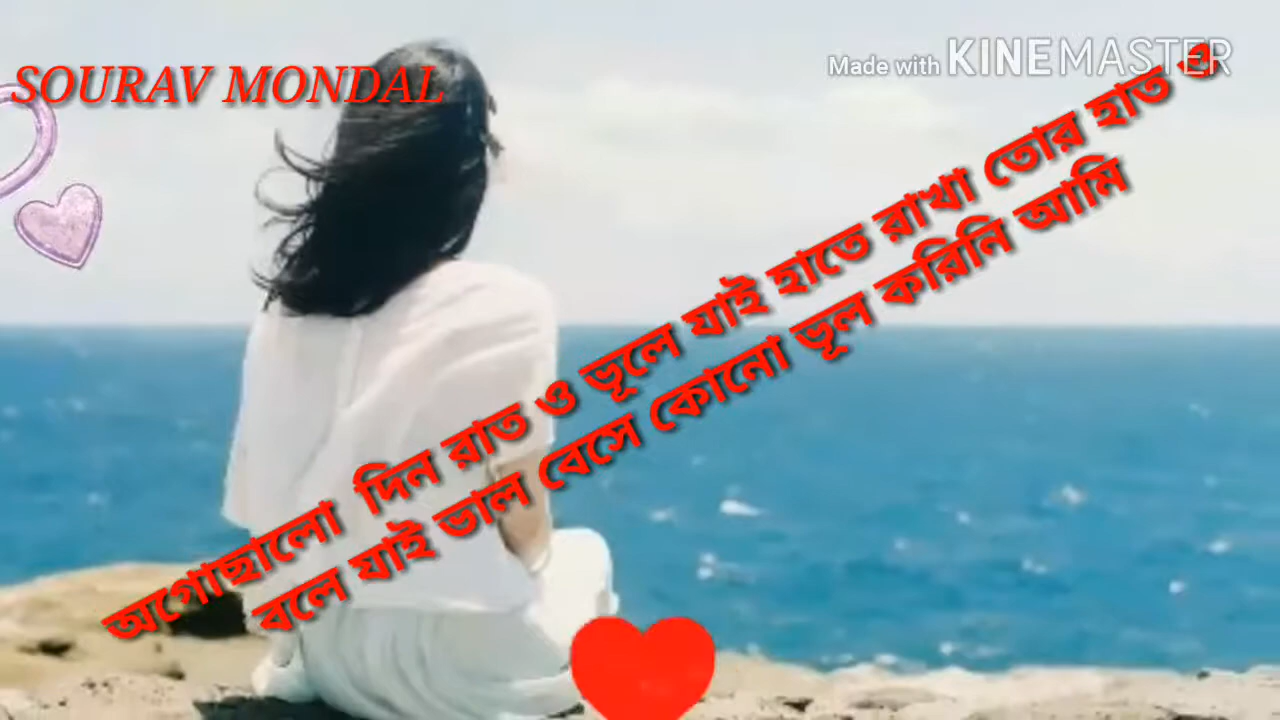 SOURAV MONDAL
Made with KINEMASTER
অগোছালো দিন রাত ও ভূলে যাই হাতে রাখা তোর হাত ও
বলে যাই ভাল বেসে কোনো ভূল করিনি আমি